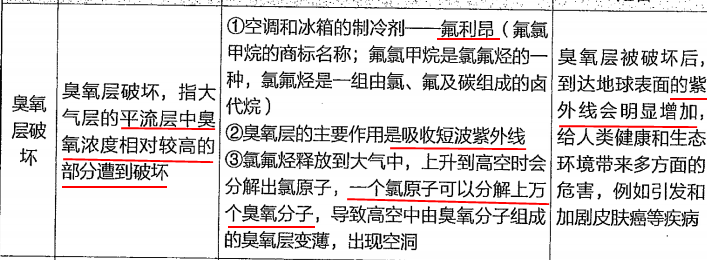 臭氧
层破
坏
臭氧层破坏，指大
气层的平流层中臭
氧浓度相对较高的
部分遭到破坏
①空调和冰箱的制冷剂——氟利昂（氟氯
甲烷的商标名称；氟氯甲烷是氯氟烃的一
种，氯氟烃是一组由氯、氟及碳组成的卤
代烷）
②臭氧层的主要作用是吸收短波紫外线
③氯氟烃释放到大气中，上升到高空时会
分解出氯原子，一个氯原子可以分解上万
个臭氧分子，导致高空中由臭氧分子组成
的臭氧层变薄，出现空洞
臭氧层被破坏后，
到达地球表面的紫
外线会明显增加，
给人类健康和生态
环境带来多方面的
危害，例如引发和
加剧皮肤癌等疾病